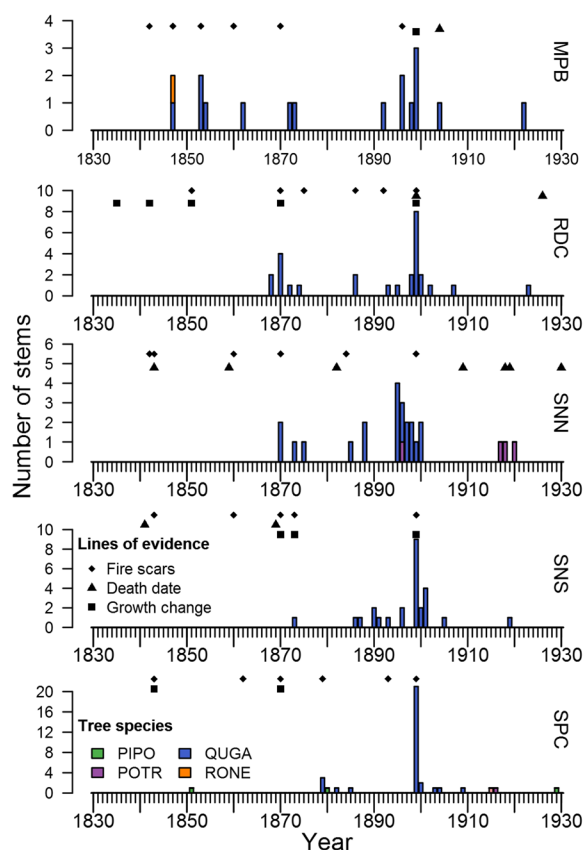 4
3
2
1
0
MPB
1830 1850 1870 1890 1910 1930
10
8
6
4
2
0
RDC
1830 1850 1870 1890 1910 1930
Number of stems
6
5
4
3
2
1
0
SNN
1830 1850 1870 1890 1910 1930
10
8
6
4
2
0
Lines of evidence
Fire scars
Death date
Growth change
SNS
1830 1850 1870 1890 1910 1930
20
16
12
8
4
0
Tree species
PIPO QUGA
POTR RONE
SPC
1830 1850 1870 1890 1910 1930
Year